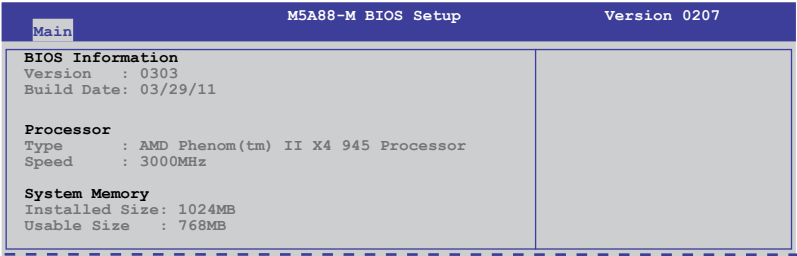 M5A88-M BIOS Setup Version 0207
Main
BIOS Information
Version : 0303
Build Date: 03/29/11
Processor
Type : AMD Phenom(tm) II X4 945 Processor
Speed : 3000MHz
System Memory
Installed Size: 1024MB
Usable Size : 768MB